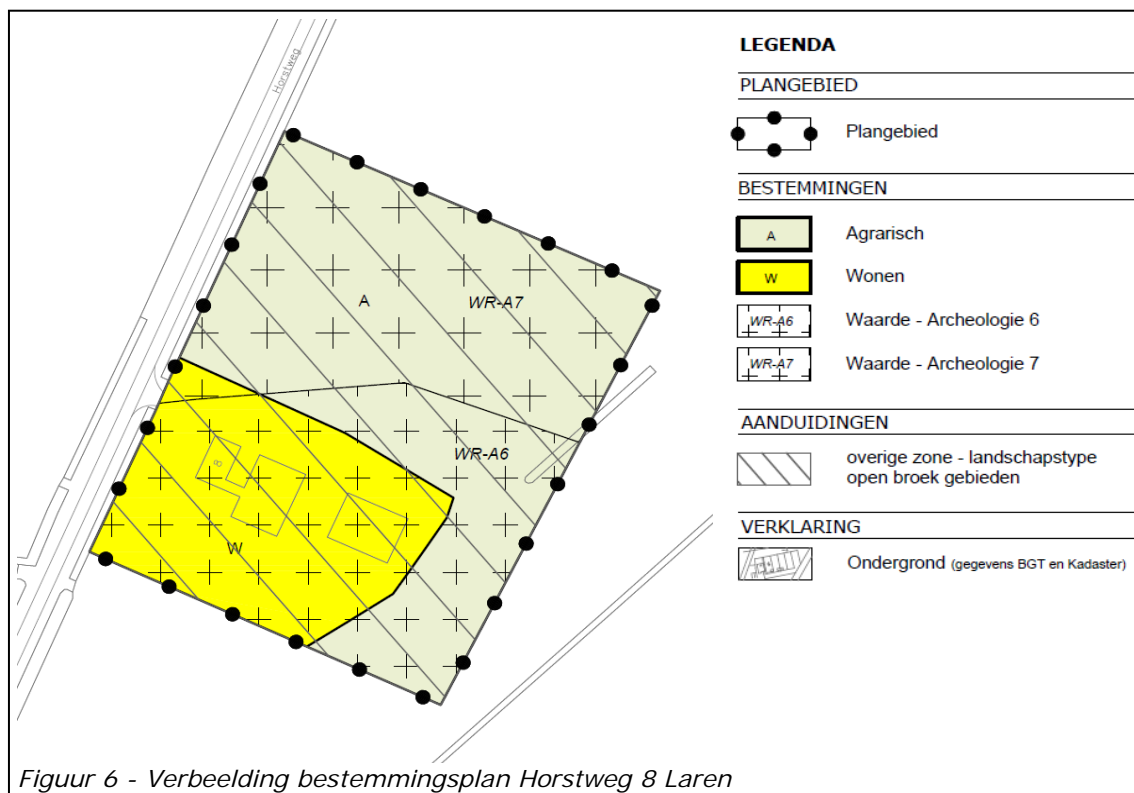 Horstweg
A
WR-A7
WR-A6
8
W
LEGENDA
PLANGEBIED
Plangebied
BESTEMMINGEN
A
Agrarisch
W
Wonen
WR-A6
Waarde - Archeologie 6
WR-A7
Waarde - Archeologie 7
AANDUIDINGEN
overige zone - landschapstype
open broek gebieden
VERKLARING
Ondergrond (gegevens BGT en Kadaster)
Figuur 6 - Verbeelding bestemmingsplan Horstweg 8 Laren